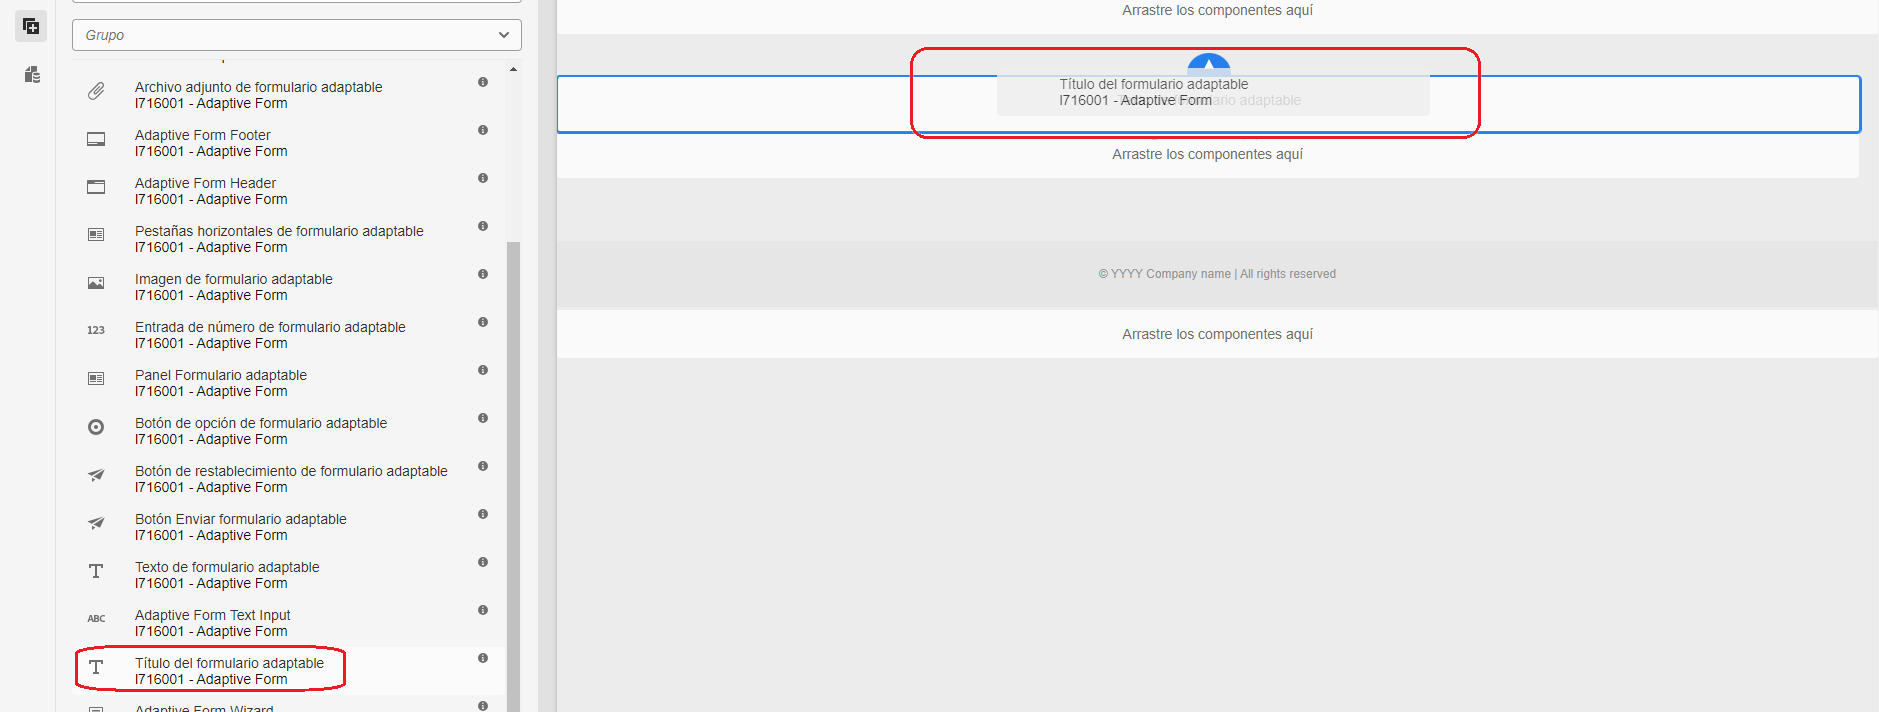 Grupo
Archivo adjunto de formulario adaptable
I716001 - Adaptive Form
Adaptive Form Footer
I716001 - Adaptive Form
Adaptive Form Header
I716001 - Adaptive Form
Pestañas horizontales de formulario adaptable
I716001 - Adaptive Form
Imagen de formulario adaptable
I716001 - Adaptive Form
123
Entrada de número de formulario adaptable
I716001 - Adaptive Form
Panel Formulario adaptable
I716001 - Adaptive Form
Botón de opción de formulario adaptable
I716001 - Adaptive Form
Botón de restablecimiento de formulario adaptable
I716001 - Adaptive Form
Botón Enviar formulario adaptable
I716001 - Adaptive Form
Texto de formulario adaptable
I716001 - Adaptive Form
ABC
Adaptive Form Text Input
I716001 - Adaptive Form
Título del formulario adaptable
I716001 - Adaptive Form
Adaptive Form Wizard
Arrastre los componentes aquí
Título del formulario adaptable
I716001 - Adaptive Form
adaptable
Arrastre los componentes aquí
© YYYY Company name | All rights reserved
Arrastre los componentes aquí